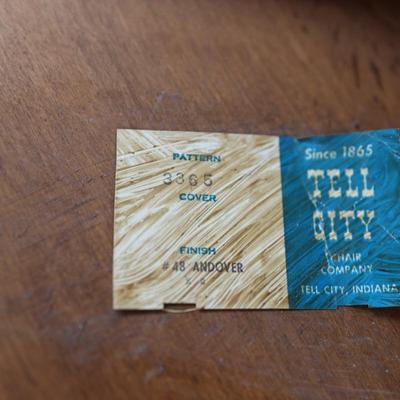 PATTERN
3365
COVER
FINISH
#48 ANDOVER
Since 1865
TELL
CITY
CHAIR
COMPANY
TELL CITY, INDIANA